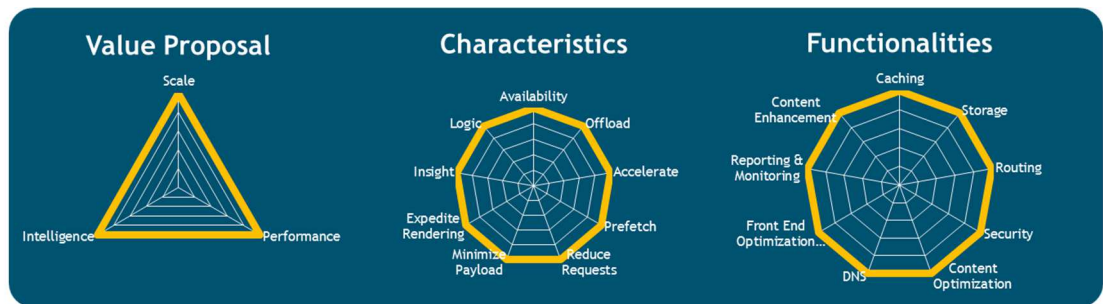 Value Proposal
Scale
Performance
Intelligence
Characteristics
Availability
Offload
Accelerate
Prefetch
Reduce
Requests
Minimize
Payload
Expedite
Rendering
Insight
Logic
Functionalities
Caching
Storage
Routing
Security
Content
Optimization
DNS
Front End
Optimization...
Reporting &
Monitoring
Content
Enhancement